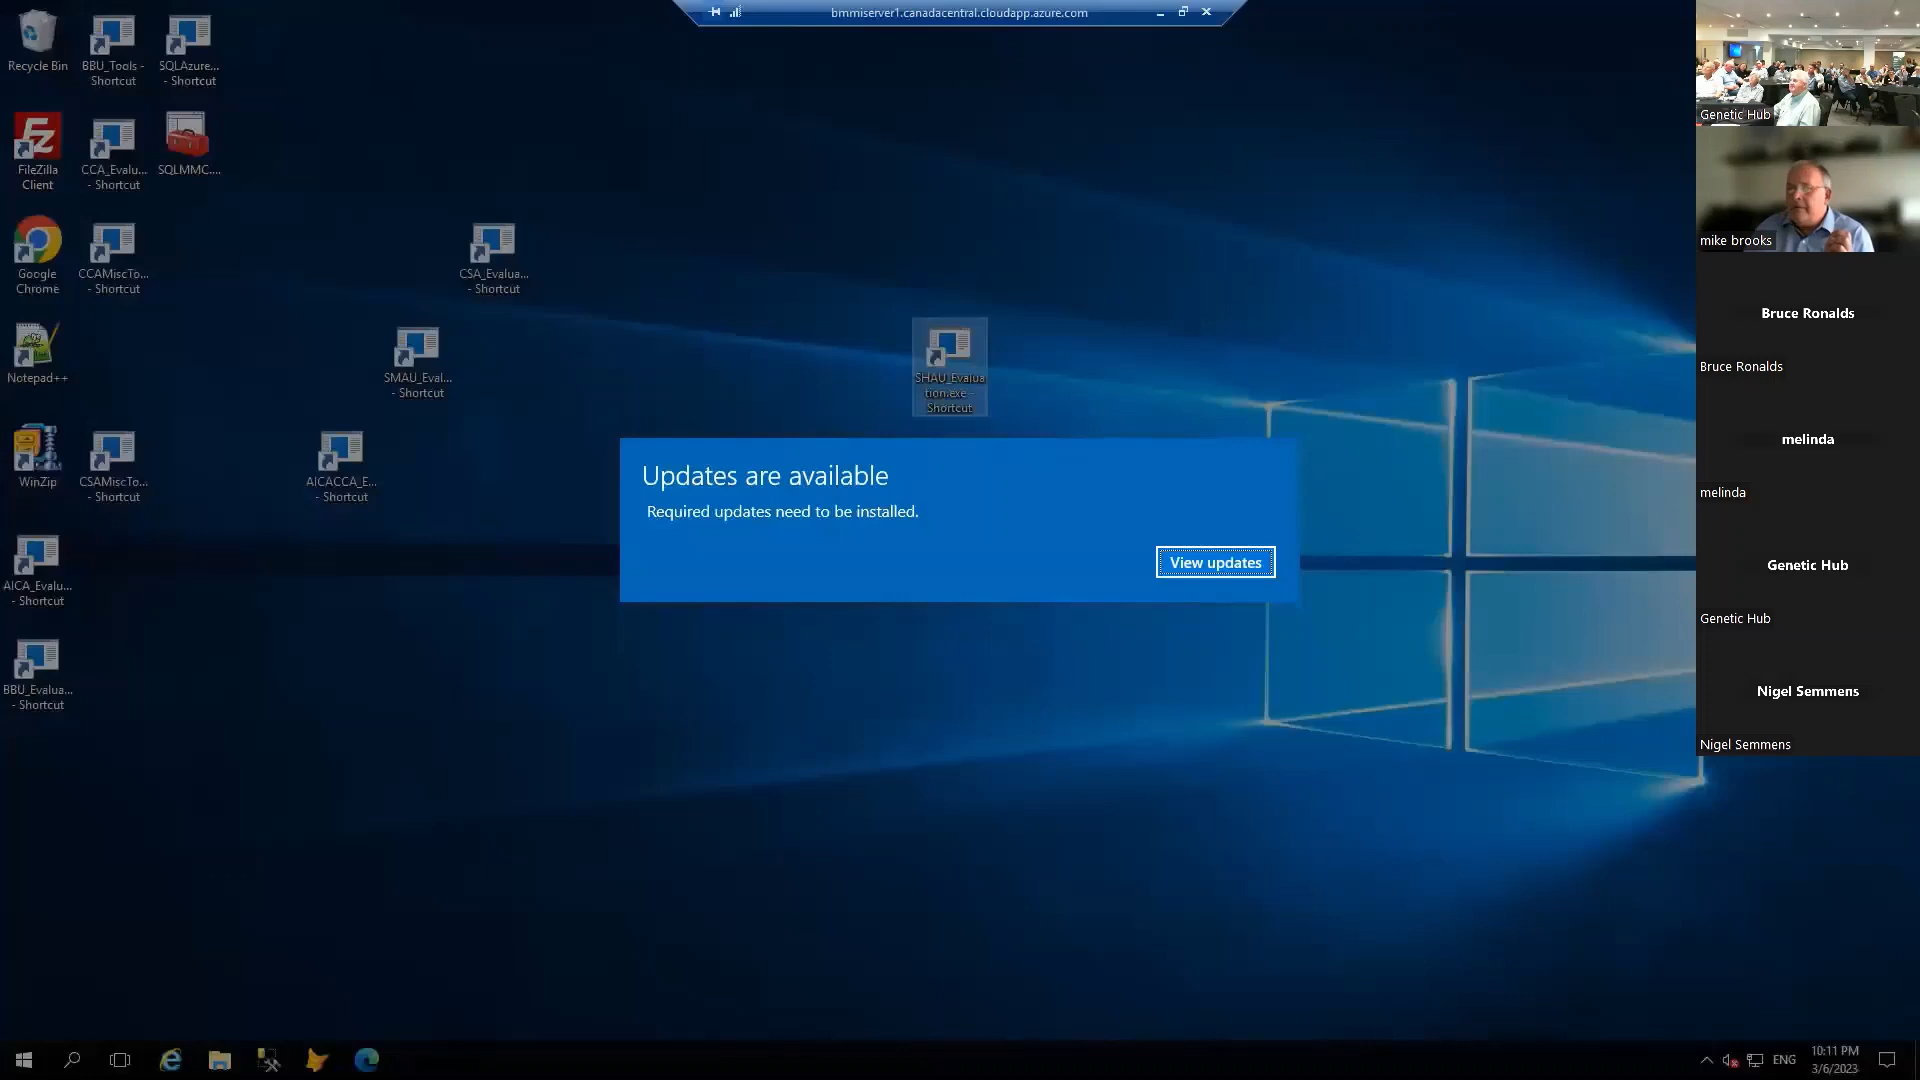 bmmiserver1.canadacentral.cloudapp.azure.com
Recycle Bin
BBU_Tools -
Shortcut
SQLAzure...
- Shortcut
FileZilla
Client
CCA_Evalu...
- Shortcut
SQLMMC....
Google
Chrome
CCAMiscTo...
- Shortcut
CSA_Evalua...
- Shortcut
Notepad++
SMAU_Eval...
- Shortcut
SHAU_Evalua
tion.exe -
Shortcut
WinZip
CSAMiscTo...
- Shortcut
AICACCA_E...
- Shortcut
AICA_Evalu...
- Shortcut
BBU_Evalua...
- Shortcut
Updates are available
Required updates need to be installed.
View updates
Genetic Hub
mike brooks
Bruce Ronalds
Bruce Ronalds
melinda
melinda
Genetic Hub
Genetic Hub
Nigel Semmens
Nigel Semmens
ENG
10:11 PM
3/6/2023